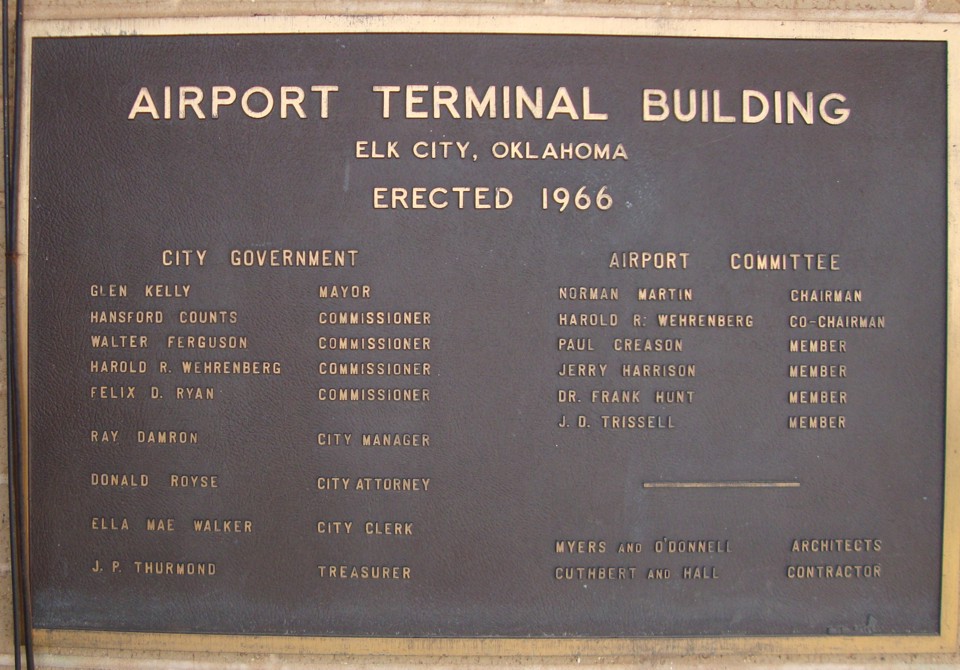 AIRPORT TERMINAL BUILDING
ELK CITY, OKLAHOMA
ERECTED 1966
CITY GOVERNMENT
GLEN KELLY MAYOR
HANSFORD COUNTS COMMISSIONER
WALTER FERGUSON COMMISSIONER
HAROLD R. WEHRENBERG COMMISSIONER
FELIX D. RYAN COMMISSIONER
RAY DAMRON CITY MANAGER
DONALD ROYSE CITY ATTORNEY
ELLA MAE WALKER CITY CLERK
J. P. THURMOND TREASURER
AIRPORT COMMITTEE
NORMAN MARTIN CHAIRMAN
HAROLD R. WEHRENBERG CO-CHAIRMAN
PAUL CREASON MEMBER
JERRY HARRISON MEMBER
DR. FRANK HUNT MEMBER
J. D. TRISSELL MEMBER
MYERS AND O'DONNELL ARCHITECTS
CUTHBERT AND HALL CONTRACTOR